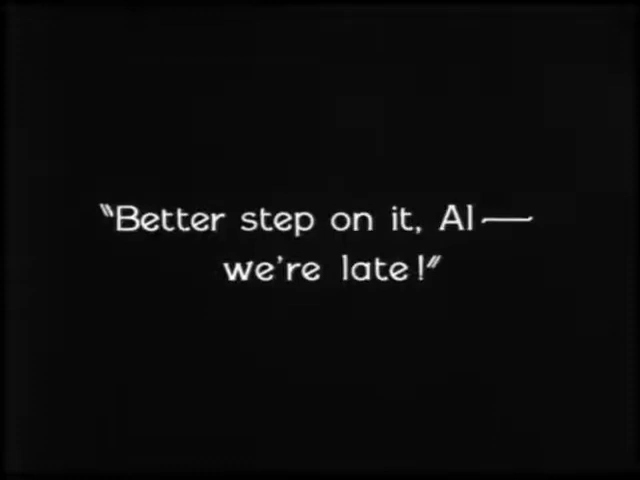 "Better step on it, Al—
we're late!"